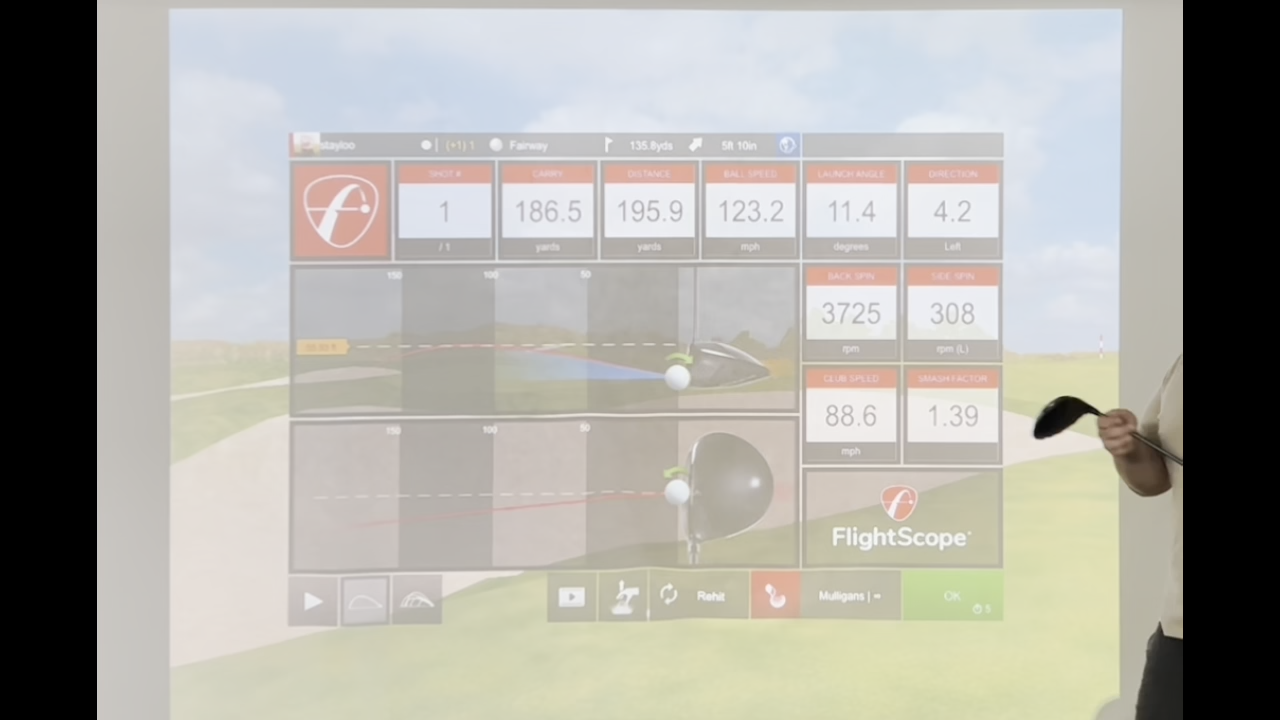 stayloo (+1) 1 Fairway 135.8yds 5ft 10in
SHOT # CARRY DISTANCE BALL SPEED LAUNCH ANGLE DIRECTION
1 186.5 195.9 123.2 11.4 4.2
/ 1 yards yards mph degrees Left
150 100 50
BACK SPIN SIDE SPIN
3725 308
rpm rpm (L)
CLUB SPEED SMASH FACTOR
88.6 1.39
mph
150 100 50
FlightScope
Rehit Mulligans | ∞ OK
5